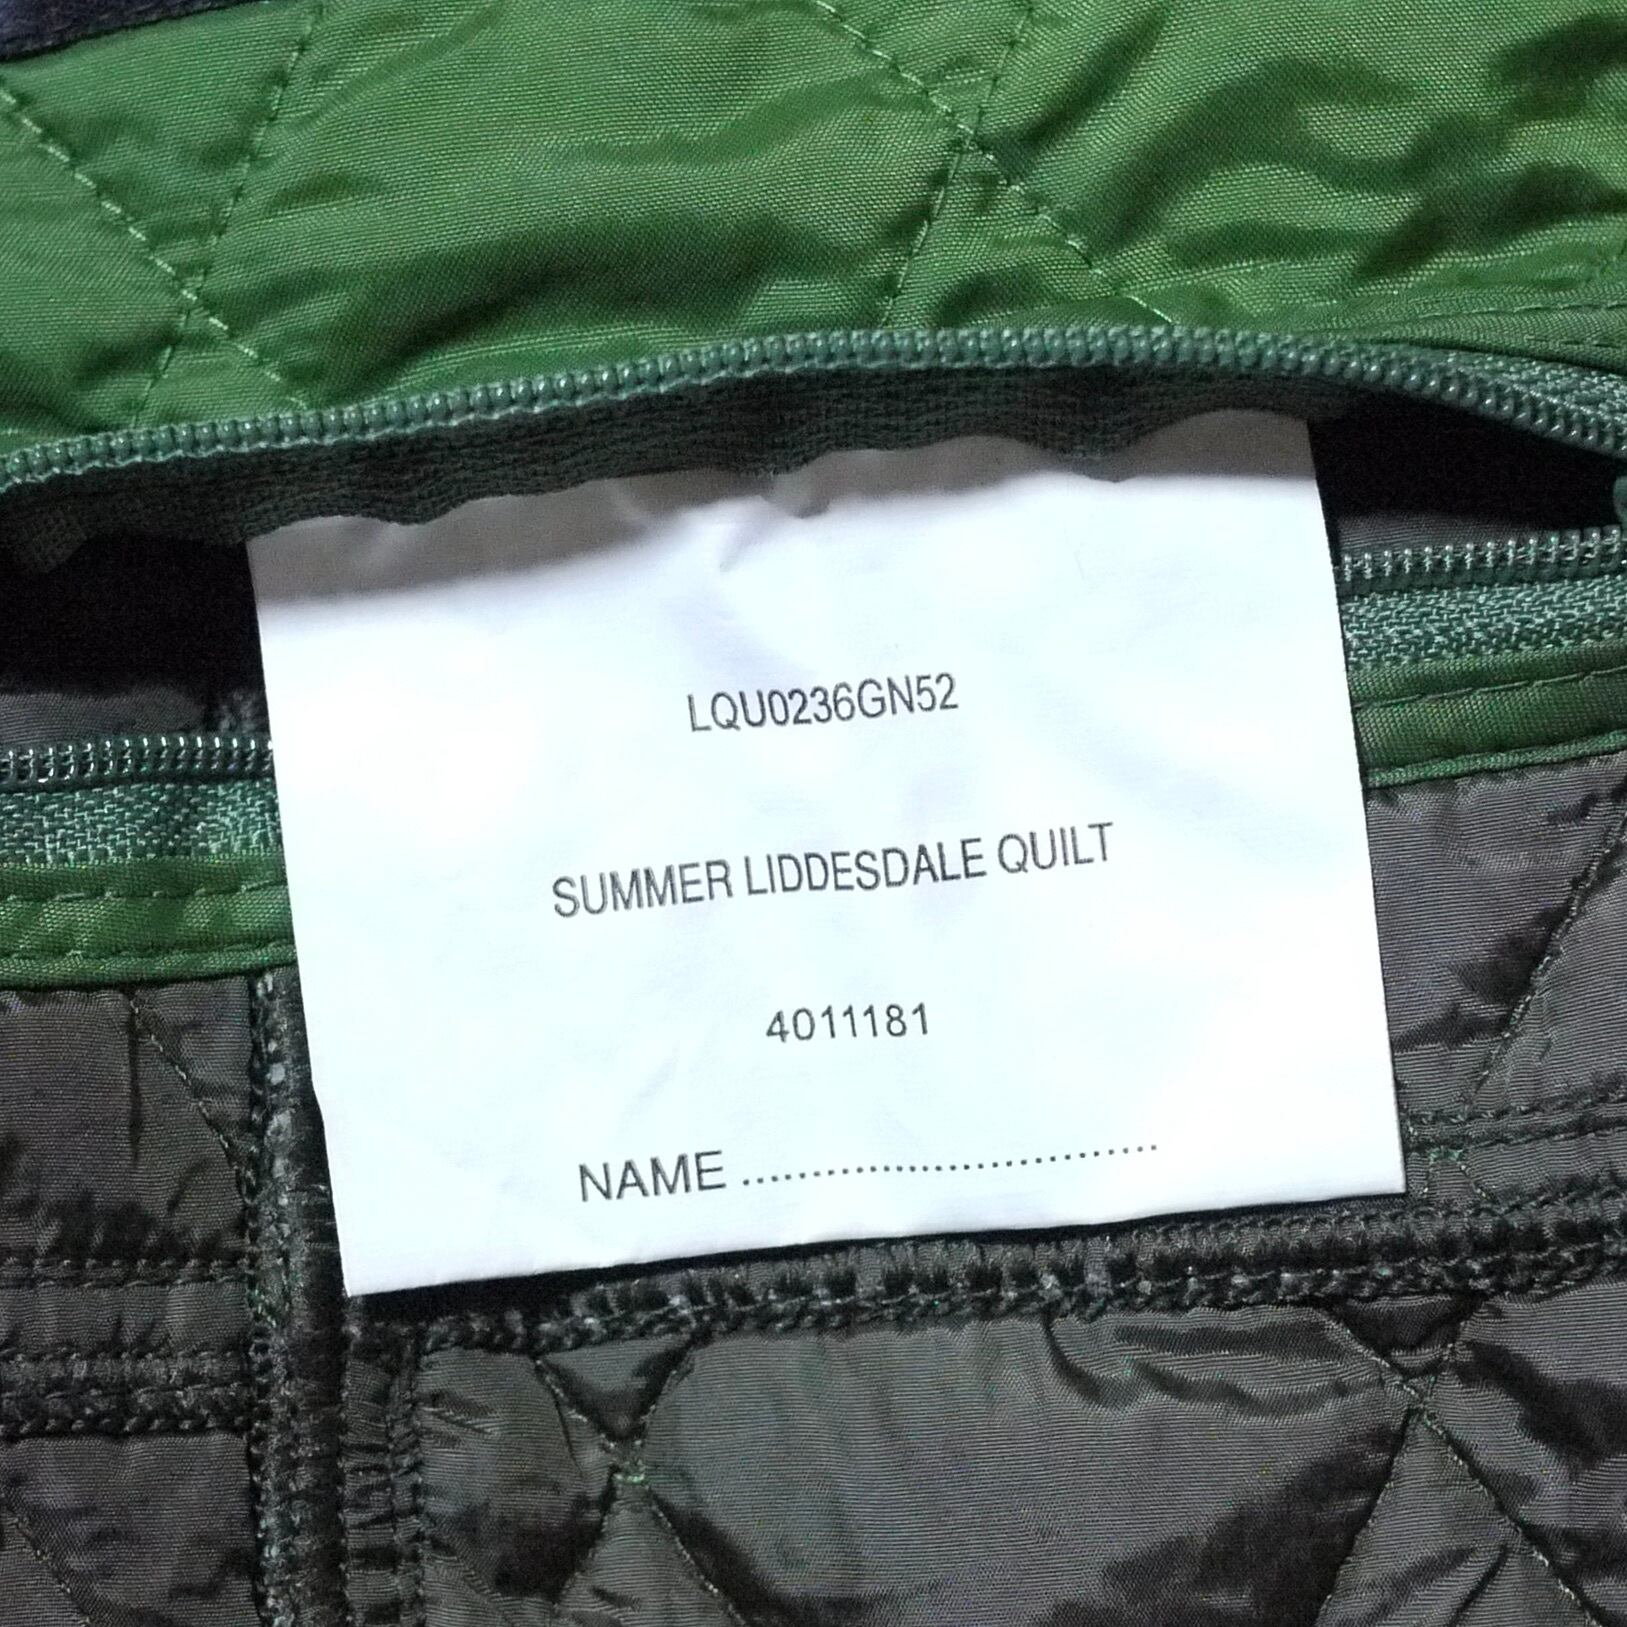 LQU0236GN52
SUMMER LIDDESDALE QUILT
4011181
NAME ..............................